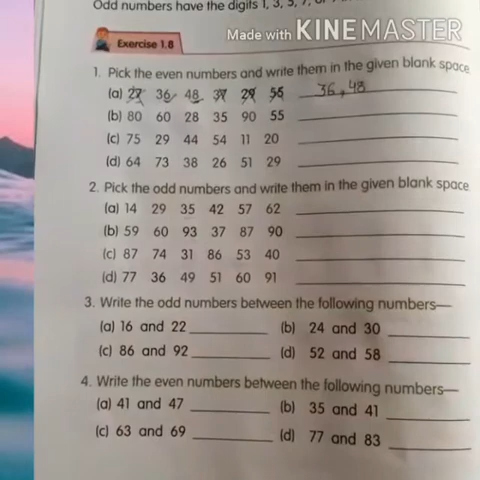 Odd numbers have the digits 1, 3, 5, 7, or
Made with KINEMASTER
Exercise 1.8
1. Pick the even numbers and write them in the given blank space
(a) 27 36 48 37 29 55 36, 48
(b) 80 60 28 35 90 55
(c) 75 29 44 54 11 20
(d) 64 73 38 26 51 29
2. Pick the odd numbers and write them in the given blank space
(a) 14 29 35 42 57 62
(b) 59 60 93 37 87 90
(c) 87 74 31 86 53 40
(d) 77 36 49 51 60 91
3. Write the odd numbers between the following numbers—
(a) 16 and 22 (b) 24 and 30
(c) 86 and 92 (d) 52 and 58
4. Write the even numbers between the following numbers—
(a) 41 and 47 (b) 35 and 41
(c) 63 and 69 (d) 77 and 83